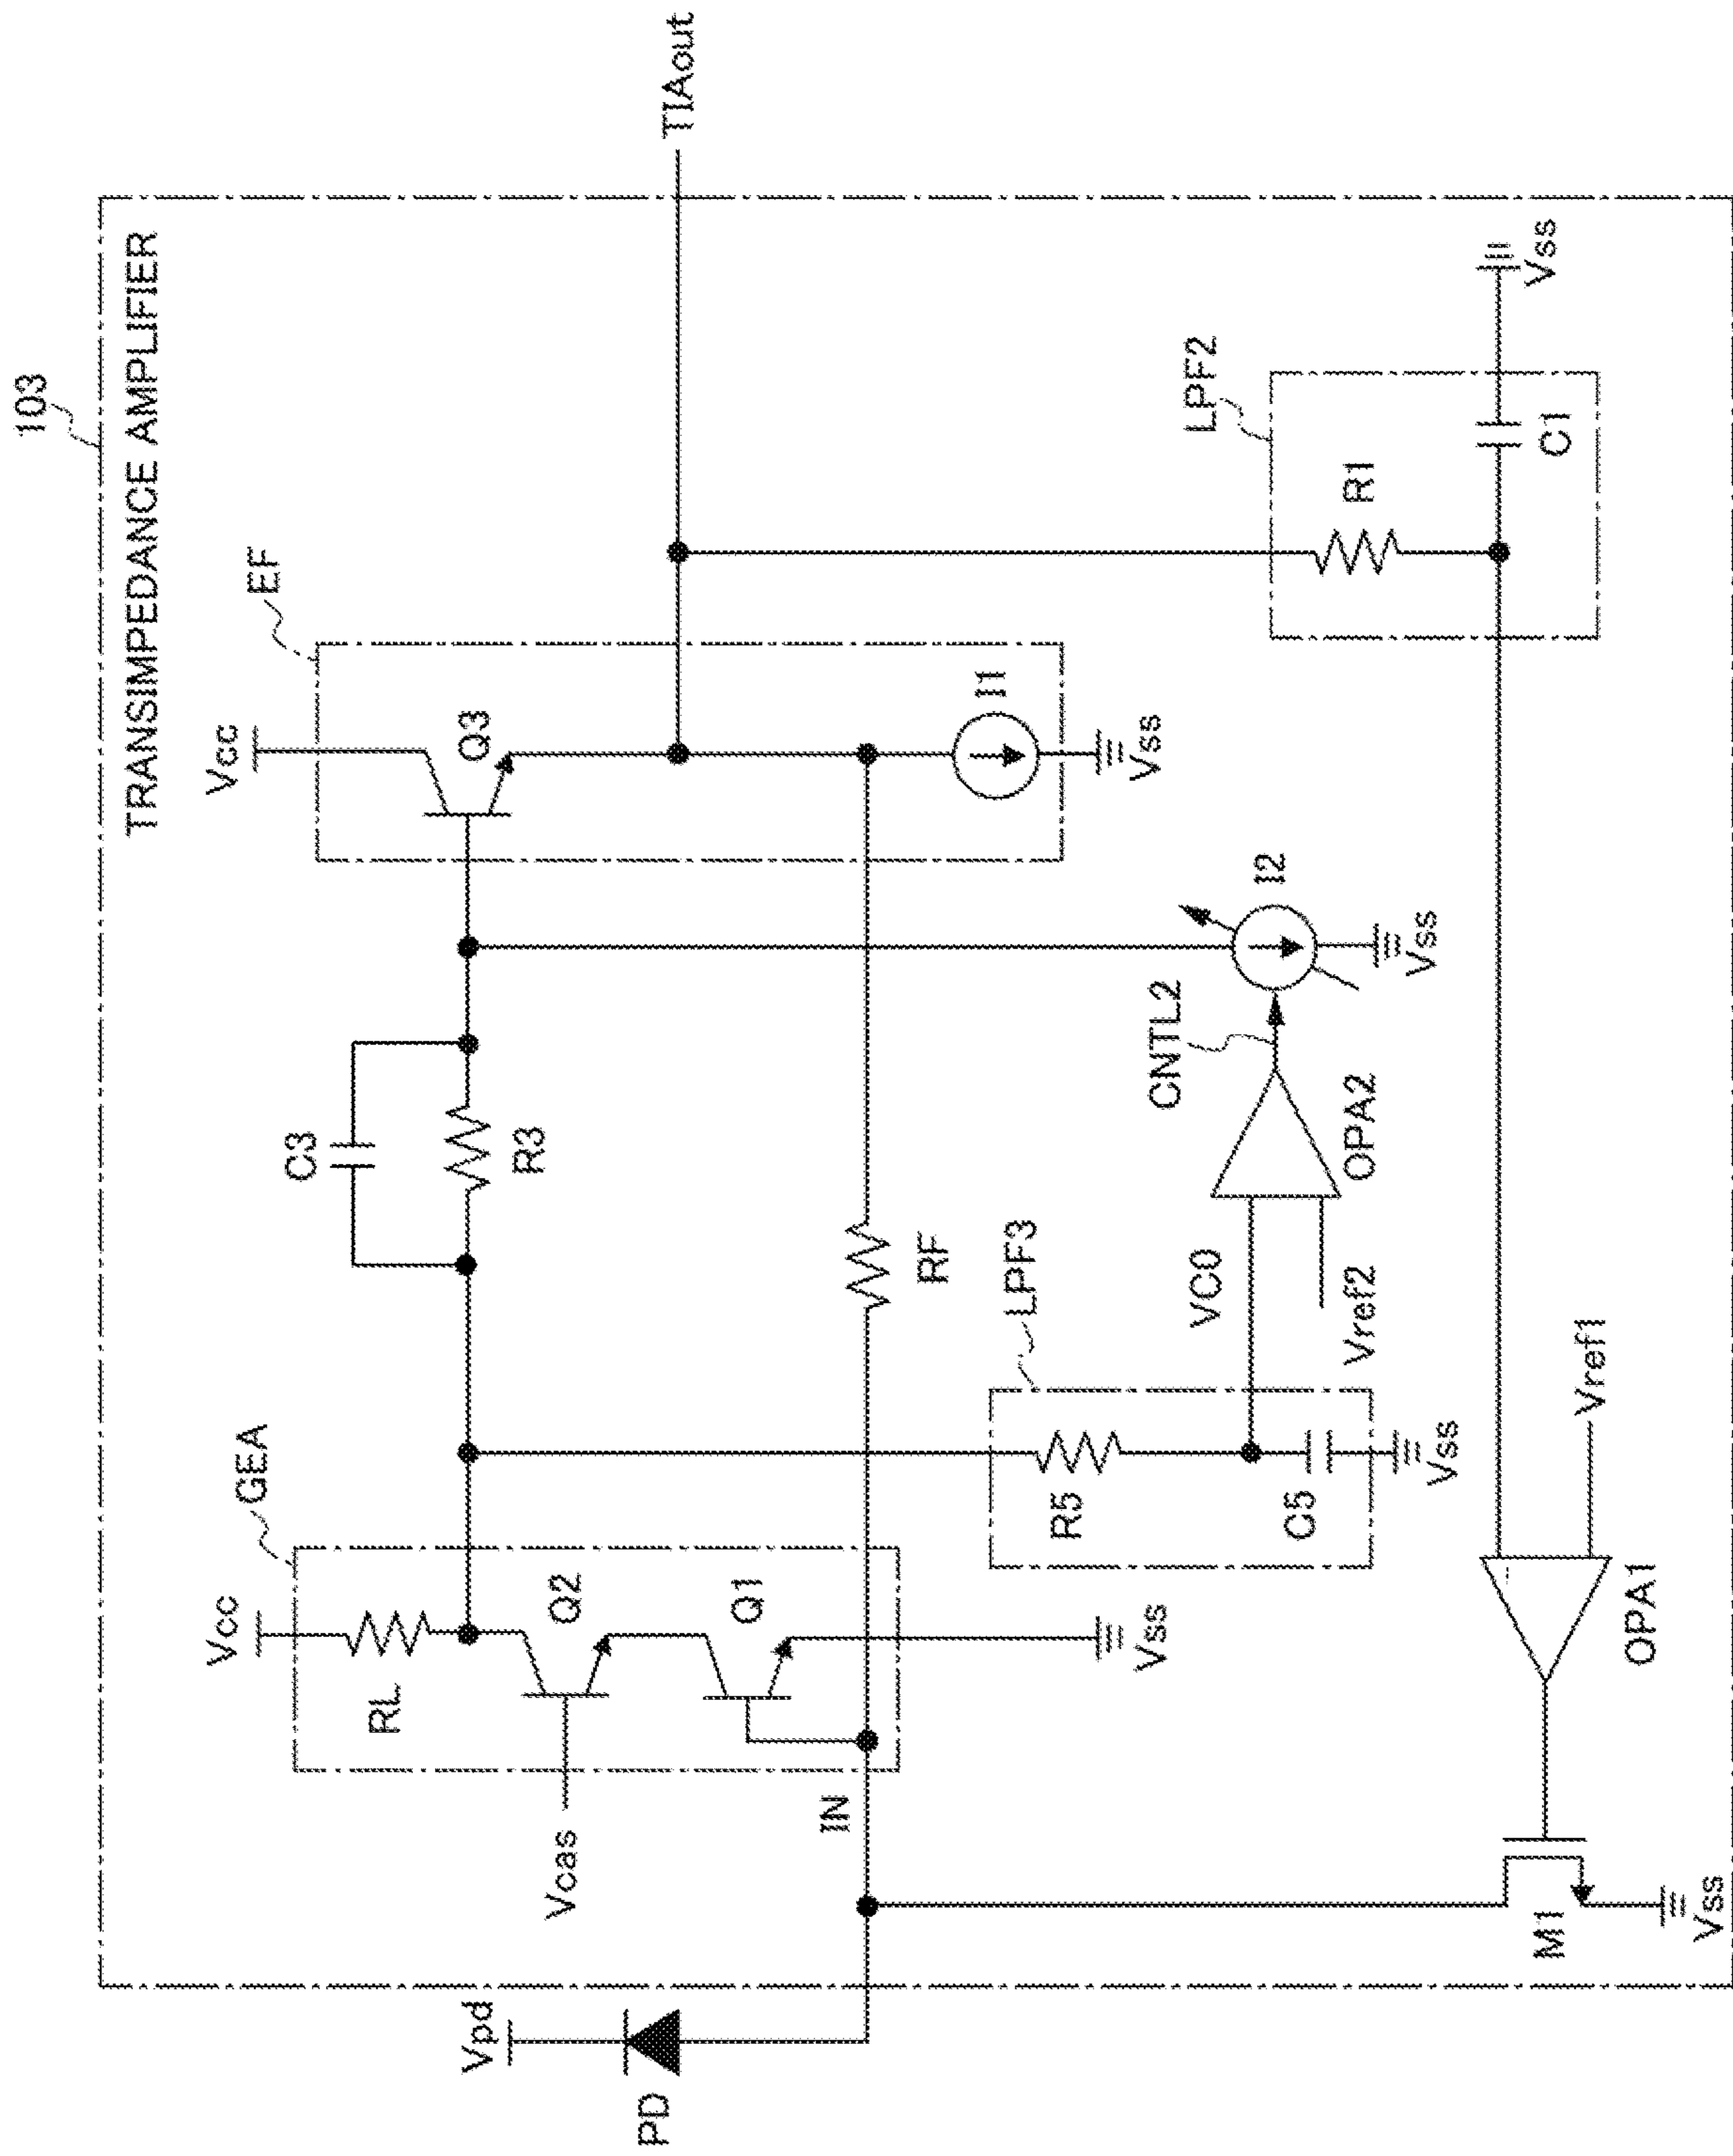 103
TRANSIMPEDANCE AMPLIFIER
Vpd
PD
Vcc
GEA
RL
Vcas
Q2
Q1
IN
Vss
C3
R3
RF
Vcc
EF
Q3
I1
Vss
TIAout
LPF3
R5
C5
Vss
VC0
Vref2
OPA2
CNTL2
I2
Vss
LPF2
R1
C1
Vss
Vref1
OPA1
M1
Vss